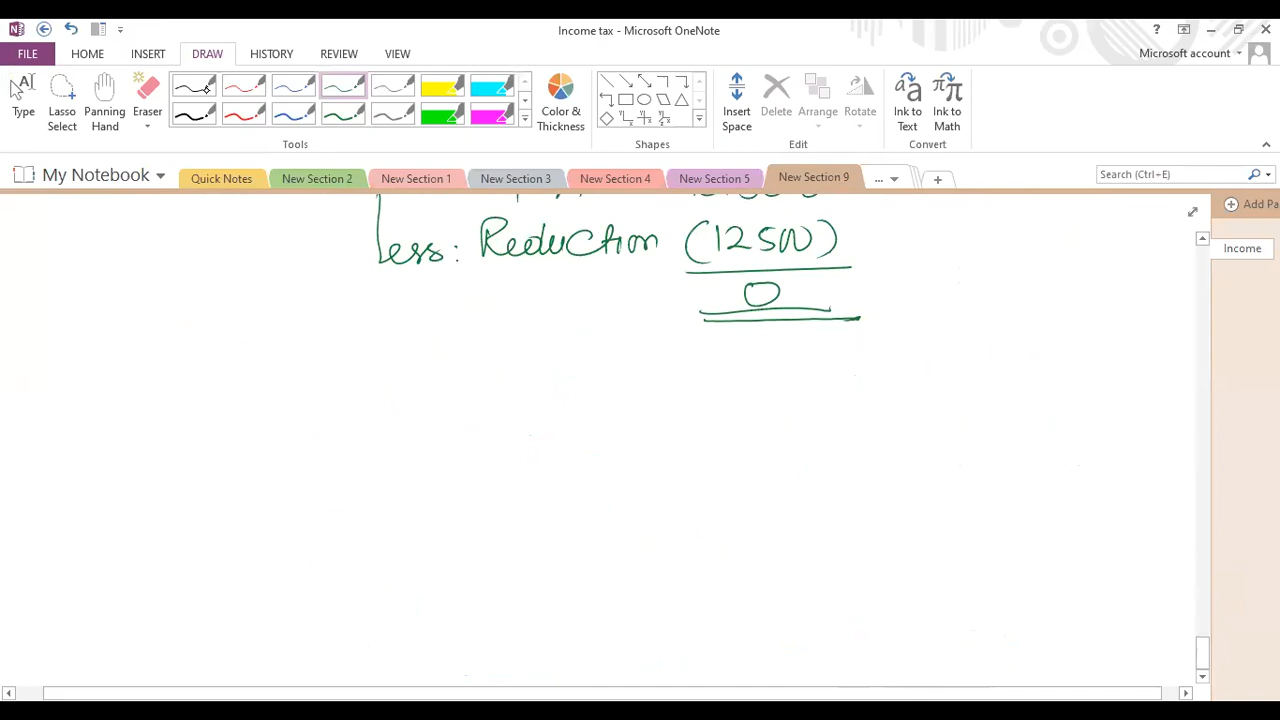 Income tax - Microsoft OneNote
?
FILE HOME INSERT DRAW HISTORY REVIEW VIEW Microsoft account
Type
Lasso Select
Panning Hand
Eraser
Color & Thickness
Insert Space
Delete
Arrange
Rotate
Ink to Text
Ink to Math
Tools Shapes Edit Convert
My Notebook Quick Notes New Section 2 New Section 1 New Section 3 New Section 4 New Section 5 New Section 9 ... + Search (Ctrl+E)
Add Pa
Income
Less: Reduction (12500)
0